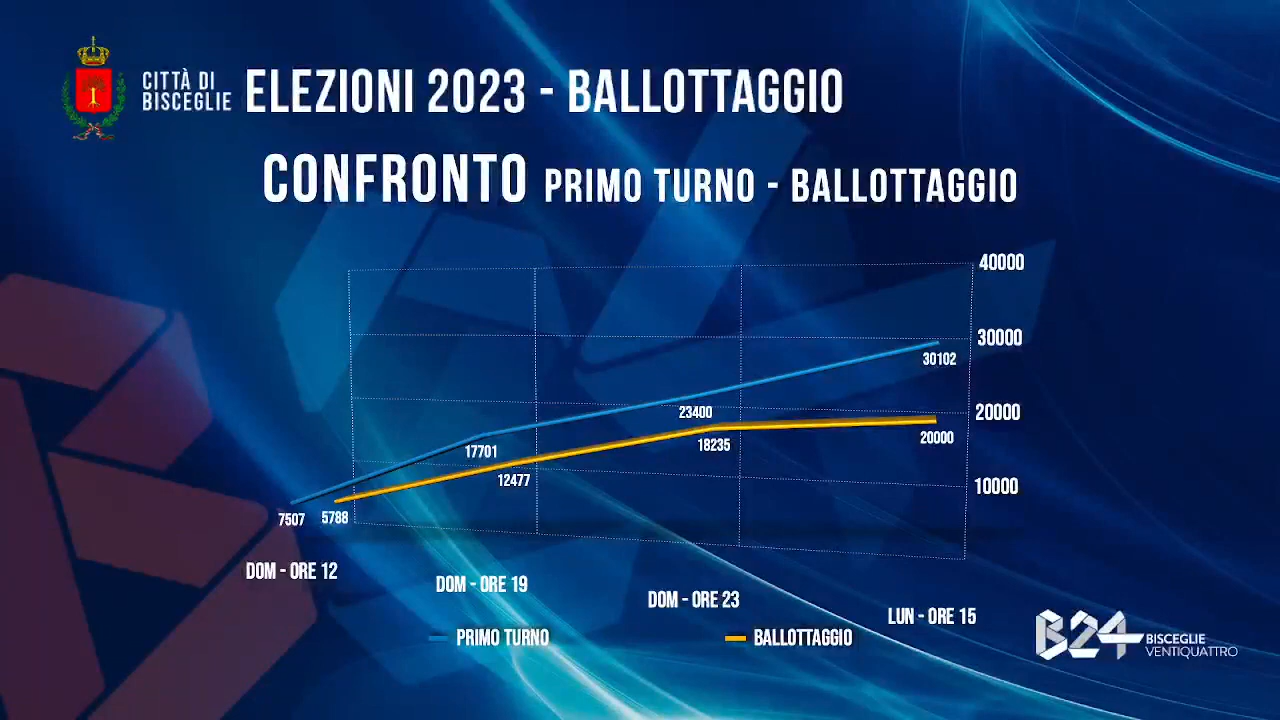 CITTÀ DI
BISCEGLIE
ELEZIONI 2023 - BALLOTTAGGIO
CONFRONTO PRIMO TURNO - BALLOTTAGGIO
40000
30000
20000
10000
30102
23400
17701
7507
20000
18235
12477
5788
DOM - ORE 12
DOM - ORE 19
DOM - ORE 23
LUN - ORE 15
PRIMO TURNO
BALLOTTAGGIO
B24
BISCEGLIE
VENTIQUATTRO